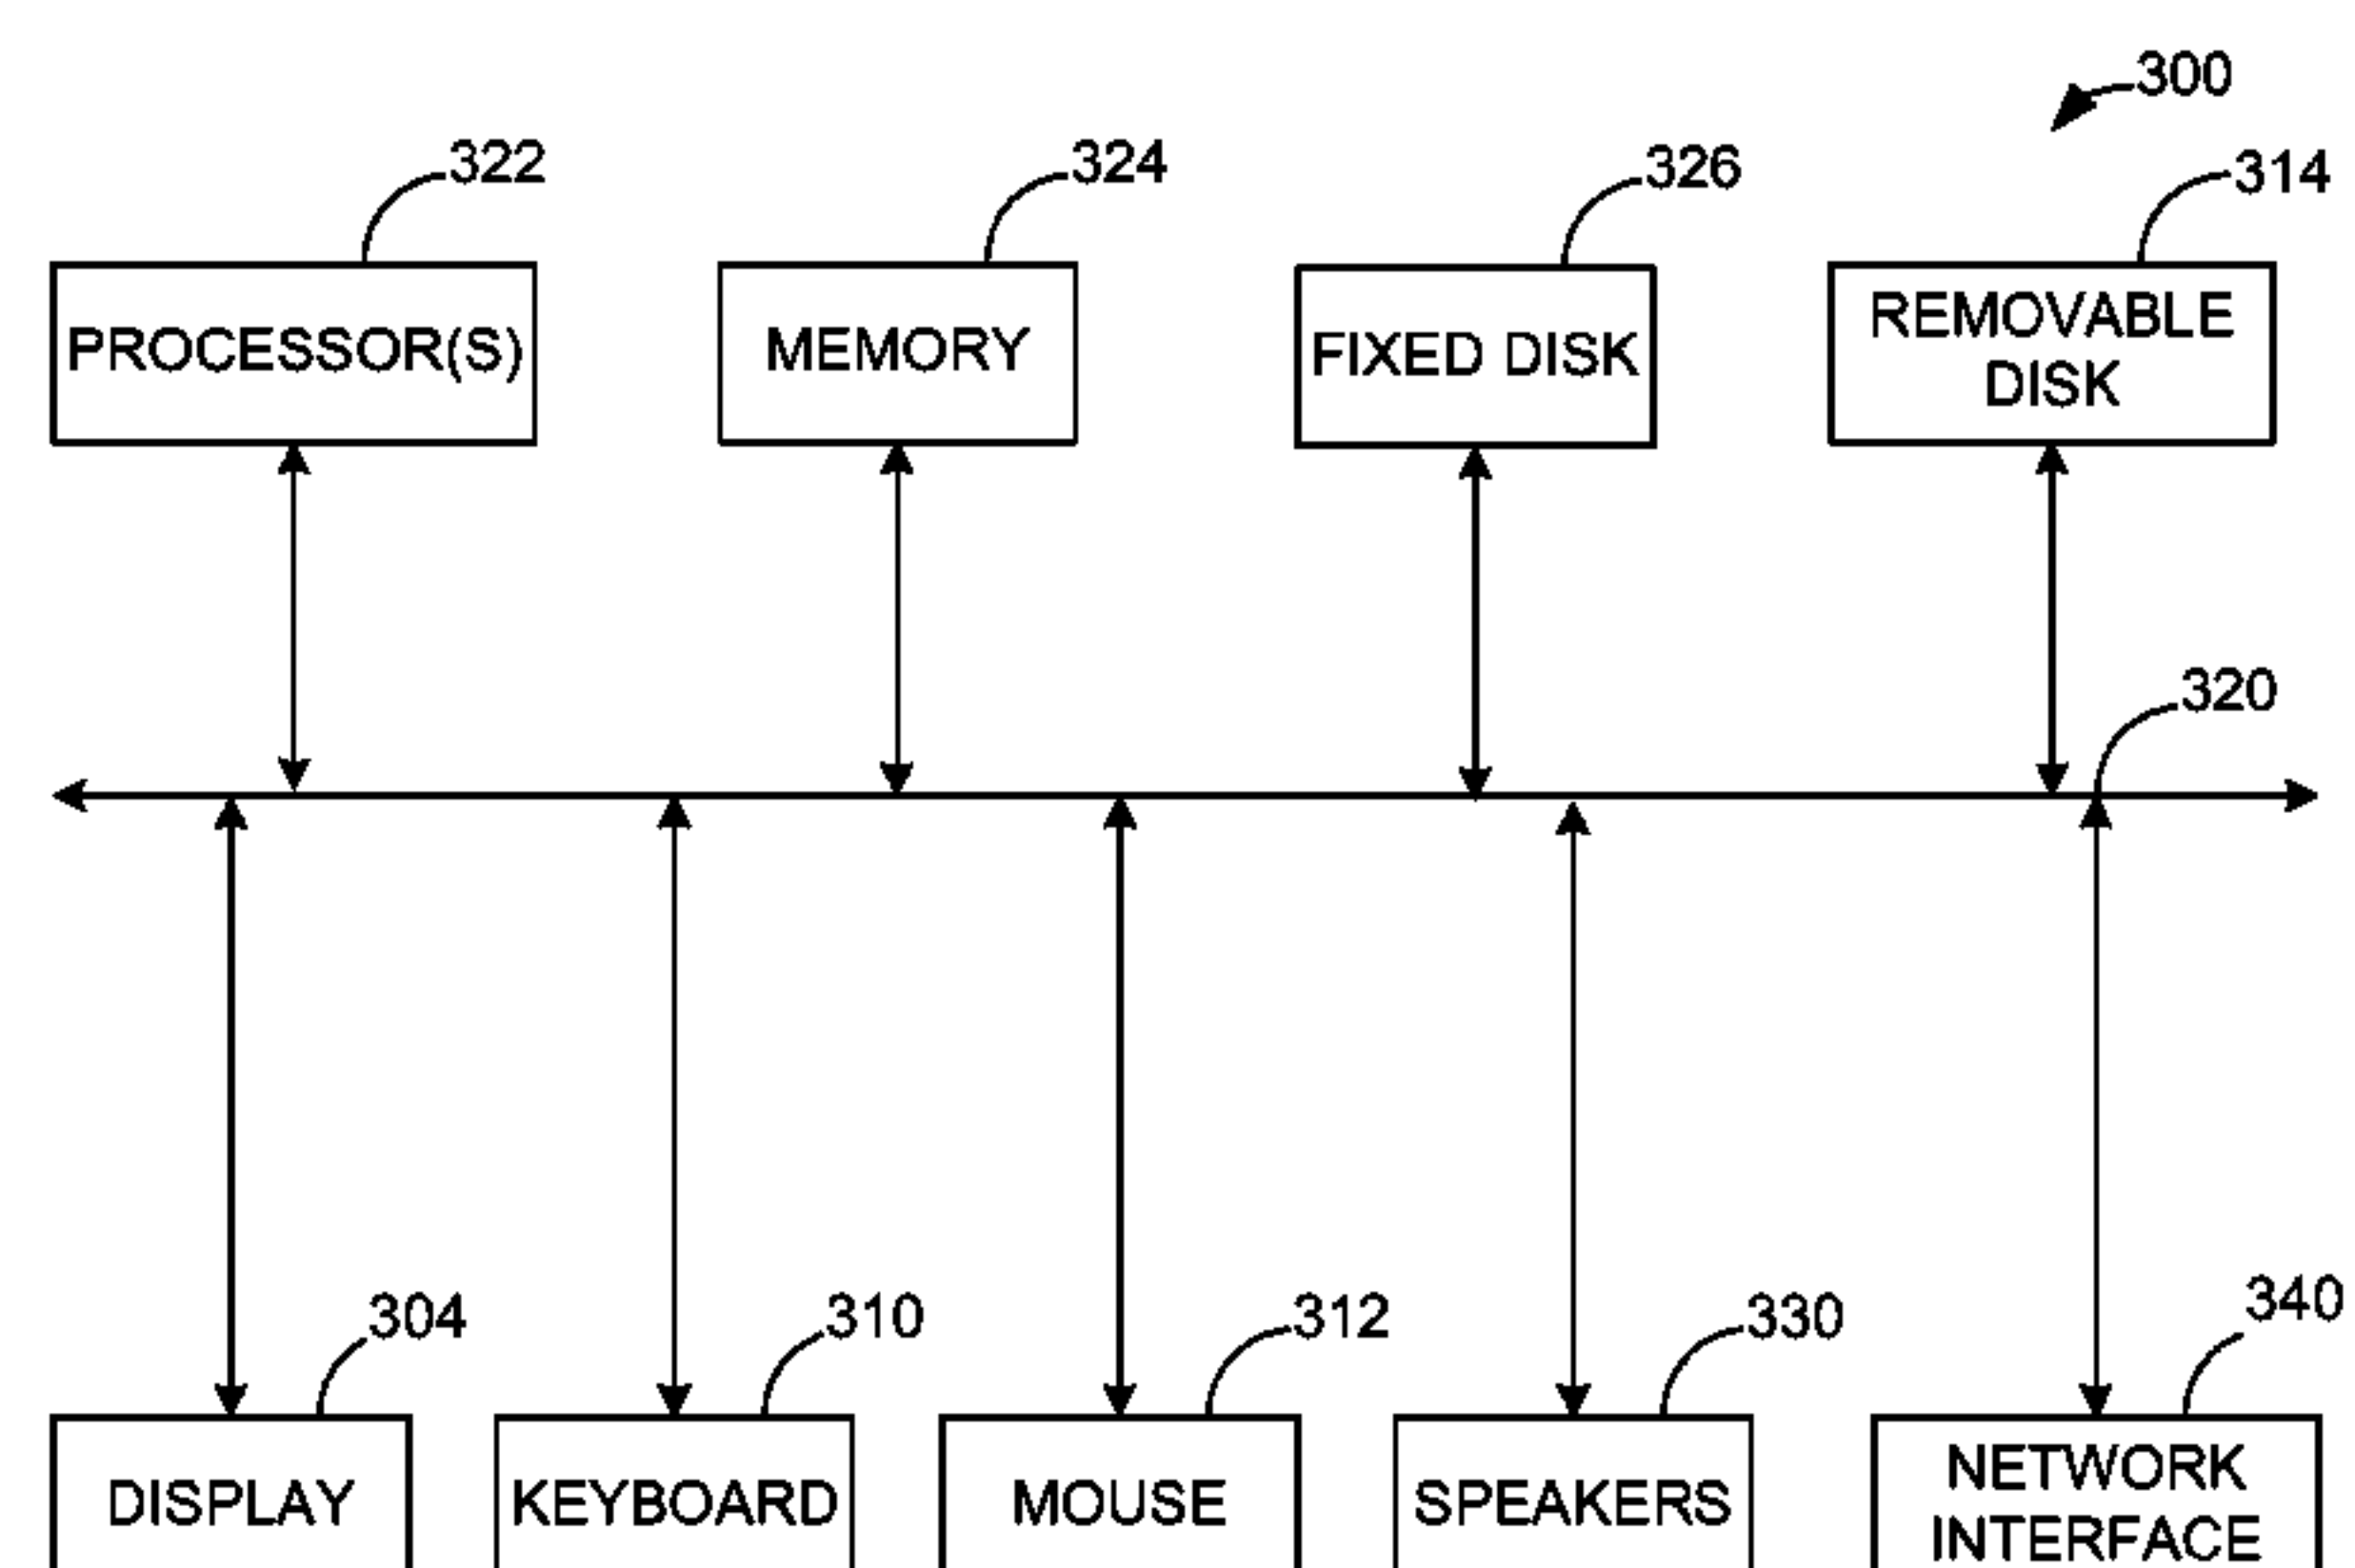 300
322
324
326
314
PROCESSOR(S)
MEMORY
FIXED DISK
REMOVABLE
DISK
320
304
310
312
330
340
DISPLAY
KEYBOARD
MOUSE
SPEAKERS
NETWORK
INTERFACE